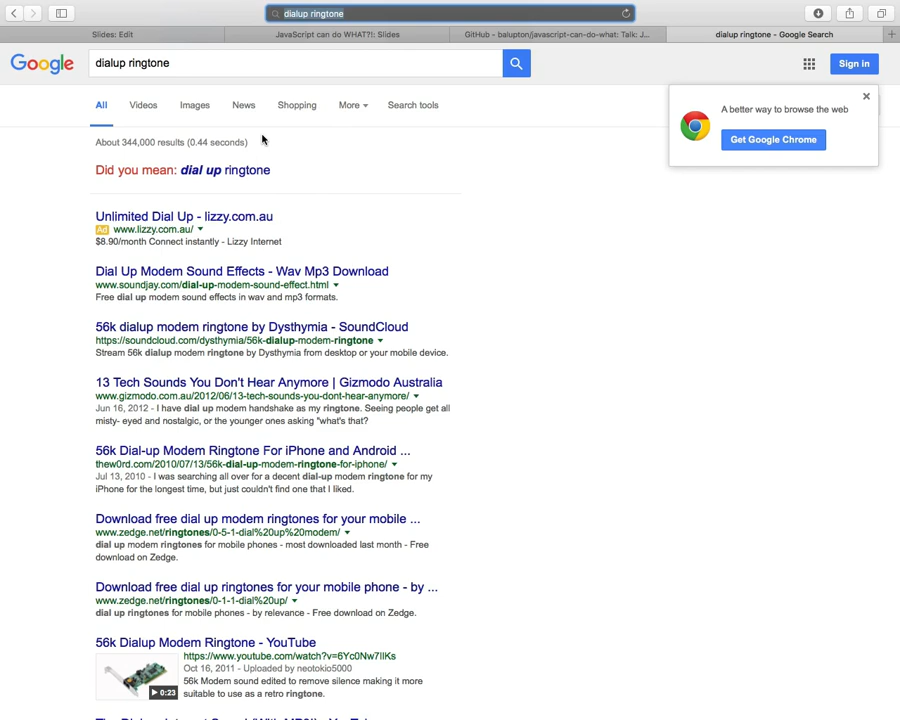 dialup ringtone
Slides: Edit
JavaScript can do WHAT?!: Slides
GitHub - balupton/javascript-can-do-what: Talk: J...
dialup ringtone - Google Search
Google
dialup ringtone
Sign in
All
Videos
Images
News
Shopping
More
Search tools
A better way to browse the web
Get Google Chrome
About 344,000 results (0.44 seconds)
Did you mean: dial up ringtone
Unlimited Dial Up - lizzy.com.au
Ad www.lizzy.com.au/
$8.90/month Connect instantly - Lizzy Internet
Dial Up Modem Sound Effects - Wav Mp3 Download
www.soundjay.com/dial-up-modem-sound-effect.html
Free dial up modem sound effects in wav and mp3 formats.
56k dialup modem ringtone by Dysthymia - SoundCloud
https://soundcloud.com/dysthymia/56k-dialup-modem-ringtone
Stream 56k dialup modem ringtone by Dysthymia from desktop or your mobile device.
13 Tech Sounds You Don't Hear Anymore | Gizmodo Australia
www.gizmodo.com.au/2012/06/13-tech-sounds-you-dont-hear-anymore/
Jun 16, 2012 - I have dial up modem handshake as my ringtone. Seeing people get all
misty- eyed and nostalgic, or the younger ones asking "what's that?
56k Dial-up Modem Ringtone For iPhone and Android ...
thew0rd.com/2010/07/13/56k-dial-up-modem-ringtone-for-iphone/
Jul 13, 2010 - I was searching all over for a decent dial-up modem ringtone for my
iPhone for the longest time, but just couldn't find one that I liked.
Download free dial up modem ringtones for your mobile ...
www.zedge.net/ringtones/0-5-1-dial%20up%20modem/
dial up modem ringtones for mobile phones - most downloaded last month - Free
download on Zedge.
Download free dial up ringtones for your mobile phone - by ...
www.zedge.net/ringtones/0-1-1-dial%20up/
dial up ringtones for mobile phones - by relevance - Free download on Zedge.
56k Dialup Modem Ringtone - YouTube
https://www.youtube.com/watch?v=6Yc0Nw7llKs
Oct 16, 2011 - Uploaded by neotokio5000
56k Modem sound edited to remove silence making it more
suitable to use as a retro ringtone.
0:23